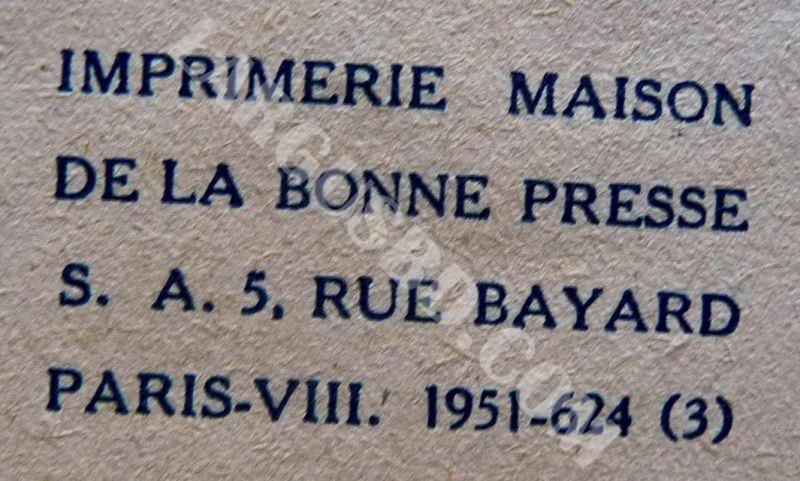 IMPRIMERIE MAISON
DE LA BONNE PRESSE
S. A. 5, RUE BAYARD
PARIS-VIII. 1951-624 (3)